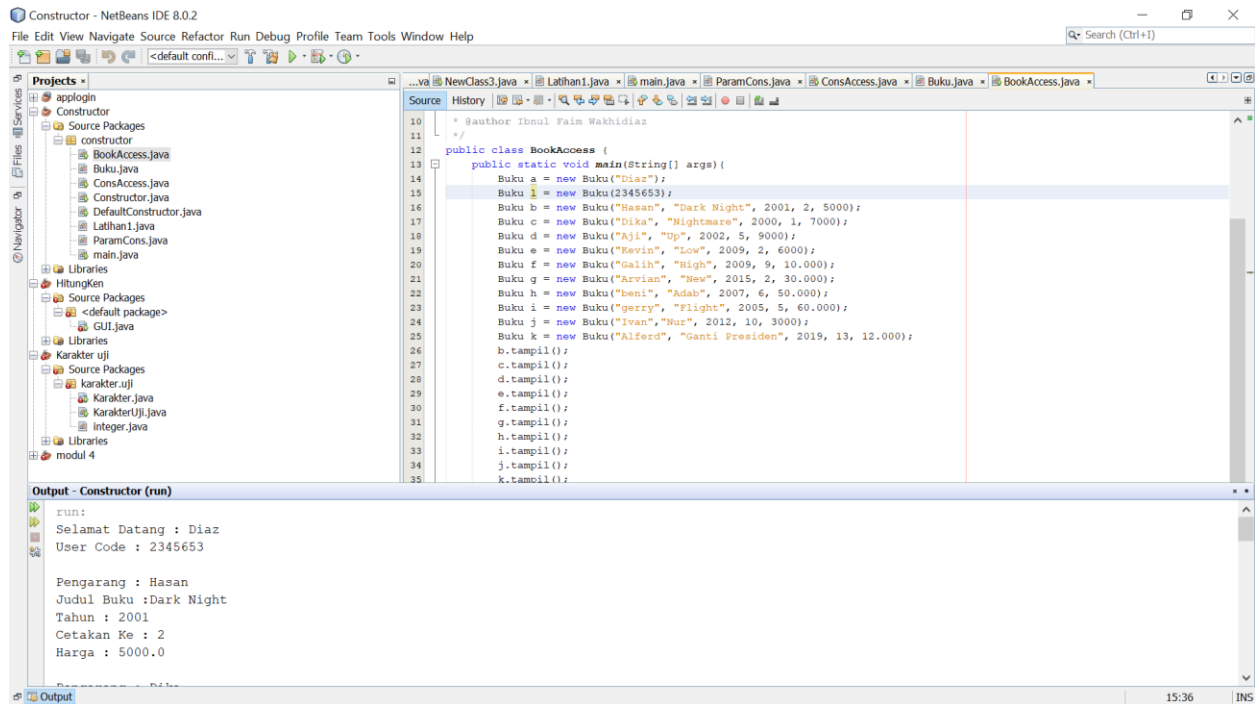 Constructor - NetBeans IDE 8.0.2
File Edit View Navigate Source Refactor Run Debug Profile Team Tools Window Help
Search (Ctrl+I)
<default confi...
Projects
Services
Files
Navigator
applogin
Constructor
Source Packages
constructor
BookAccess.java
Buku.java
ConsAccess.java
Constructor.java
DefaultConstructor.java
Latihan1.java
ParamCons.java
main.java
Libraries
HitungKen
Source Packages
<default package>
GUI.java
Libraries
Karakter uji
Source Packages
karakter.uji
Karakter.java
KarakterUji.java
integer.java
Libraries
modul 4
...va NewClass3.java Latihan1.java main.java ParamCons.java ConsAccess.java Buku.java BookAccess.java
Source History
10 * @author Ibnul Faim Wakhidiaz
11 */
12 public class BookAccess {
13 public static void main(String[] args){
14 Buku a = new Buku("Diaz");
15 Buku l = new Buku(2345653);
16 Buku b = new Buku("Hasan", "Dark Night", 2001, 2, 5000);
17 Buku c = new Buku("Dika", "Nightmare", 2000, 1, 7000);
18 Buku d = new Buku("Aji", "Up", 2002, 5, 9000);
19 Buku e = new Buku("Kevin", "Low", 2009, 2, 6000);
20 Buku f = new Buku("Galih", "High", 2009, 9, 10.000);
21 Buku g = new Buku("Arvian", "New", 2015, 2, 30.000);
22 Buku h = new Buku("beni", "Adab", 2007, 6, 50.000);
23 Buku i = new Buku("gerry", "Flight", 2005, 5, 60.000);
24 Buku j = new Buku("Ivan","Nur", 2012, 10, 3000);
25 Buku k = new Buku("Alferd", "Ganti Presiden", 2019, 13, 12.000);
26 b.tampil();
27 c.tampil();
28 d.tampil();
29 e.tampil();
30 f.tampil();
31 g.tampil();
32 h.tampil();
33 i.tampil();
34 j.tampil();
35 k.tampil();
Output - Constructor (run)
run:
Selamat Datang : Diaz
User Code : 2345653
Pengarang : Hasan
Judul Buku :Dark Night
Tahun : 2001
Cetakan Ke : 2
Harga : 5000.0
Pengarang : Dika
Output
15:36 INS